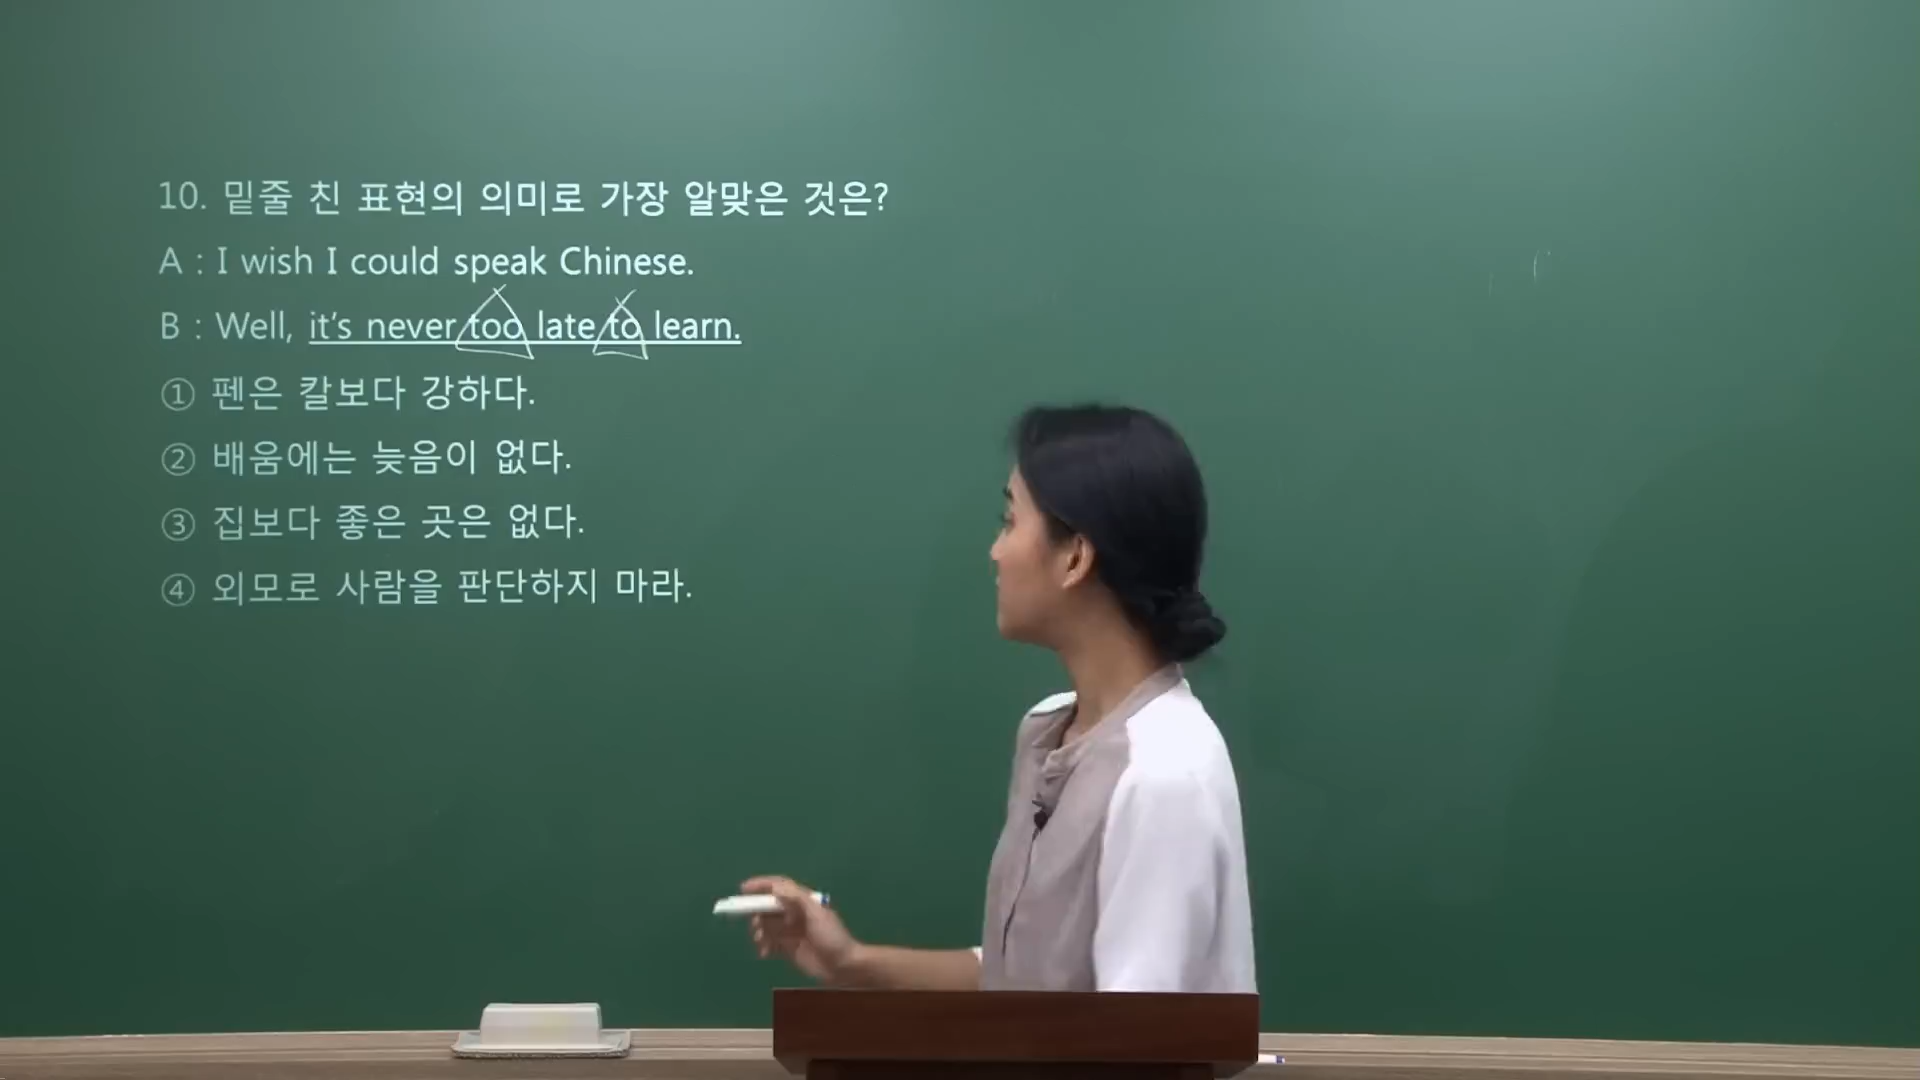 10. 밑줄 친 표현의 의미로 가장 알맞은 것은?
A : I wish I could speak Chinese.
B : Well, it's never too late to learn.
① 펜은 칼보다 강하다.
② 배움에는 늦음이 없다.
③ 집보다 좋은 곳은 없다.
④ 외모로 사람을 판단하지 마라.